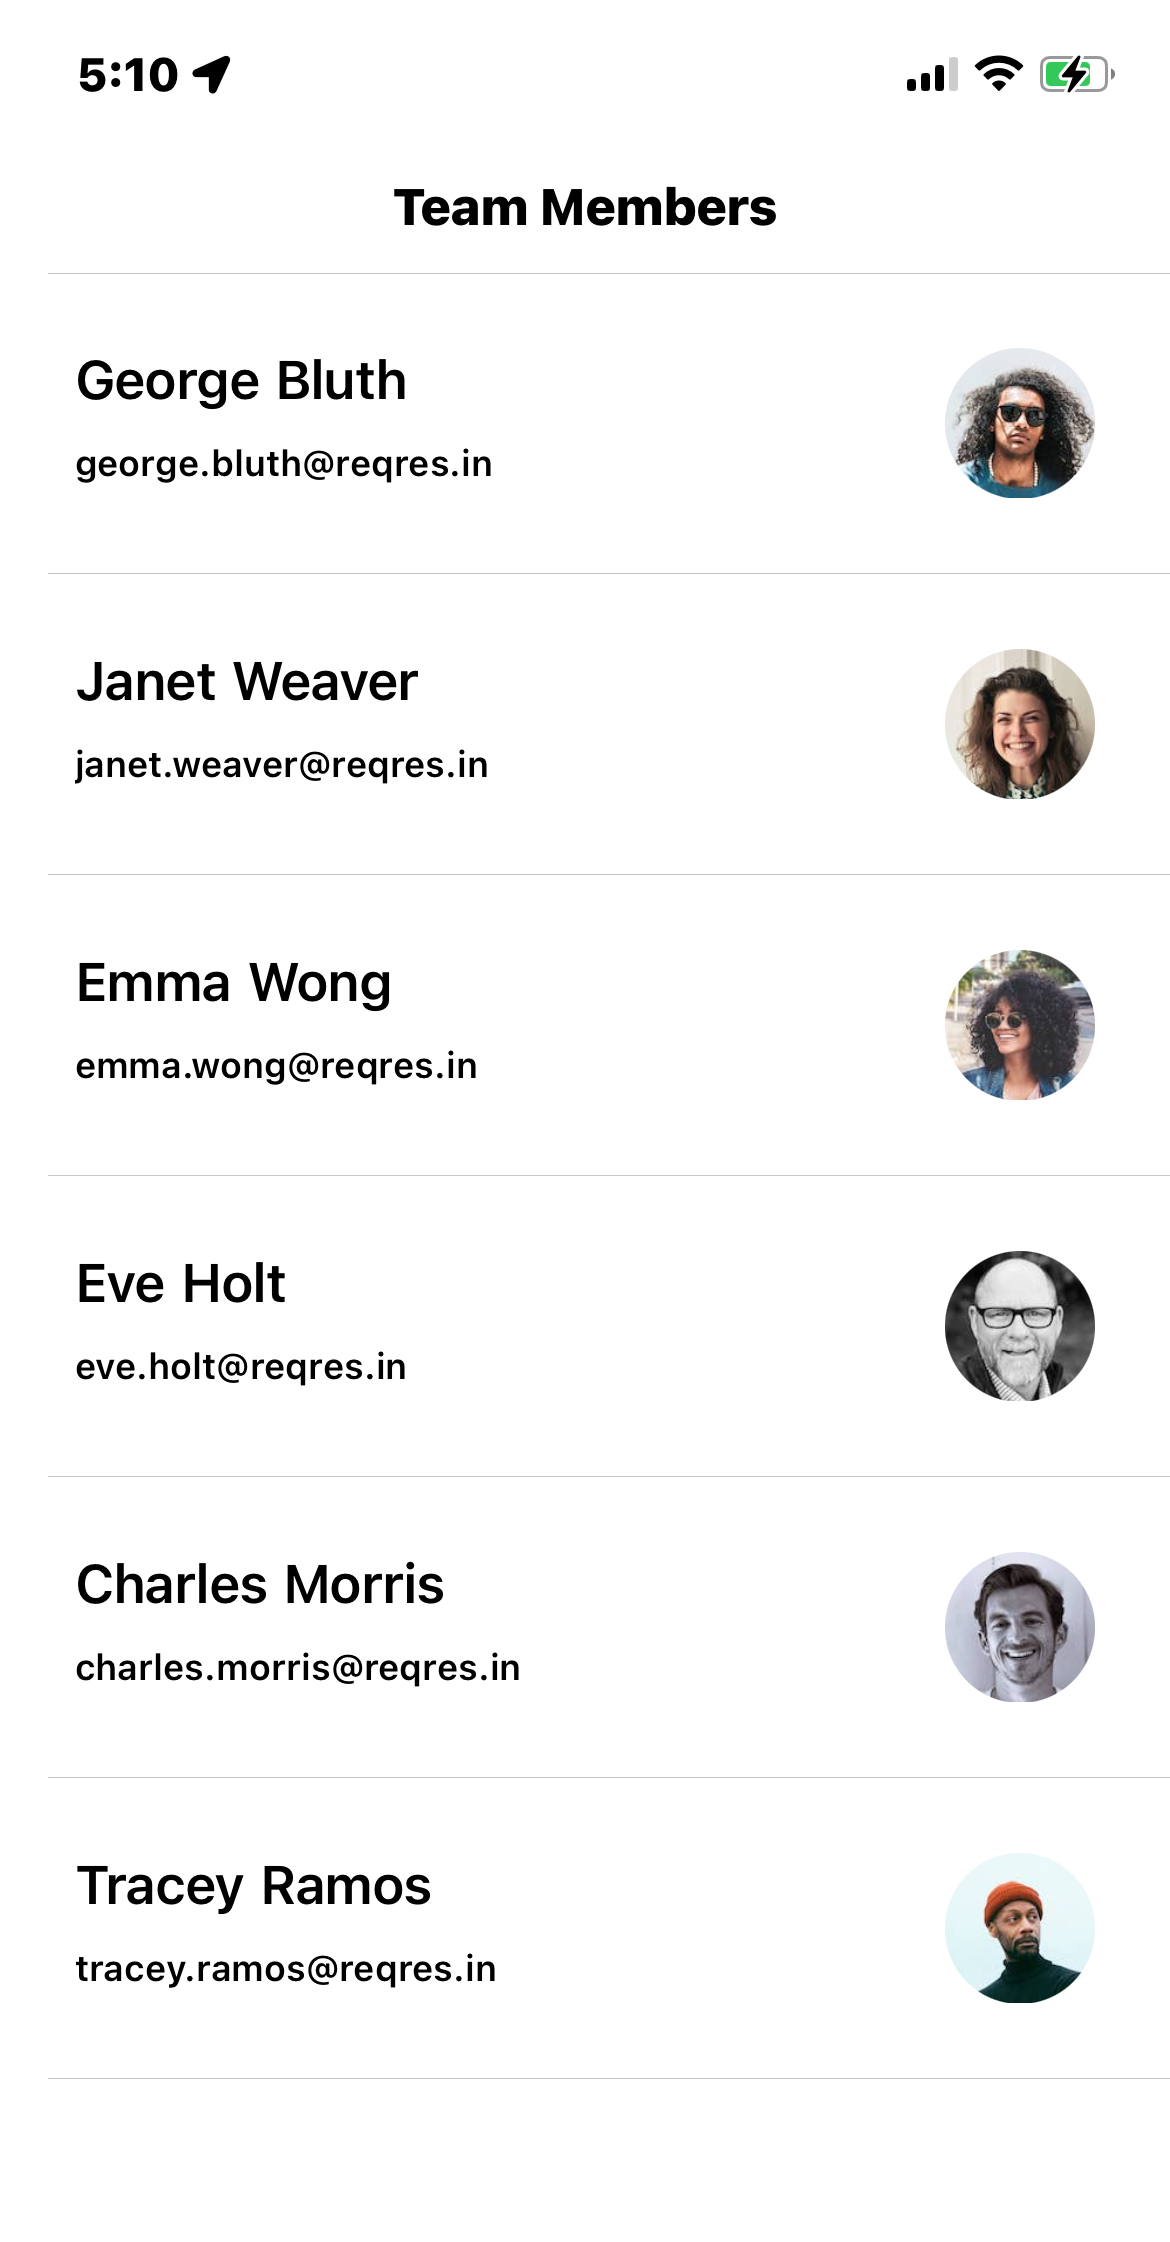 5:10
Team Members
George Bluth
george.bluth@reqres.in
Janet Weaver
janet.weaver@reqres.in
Emma Wong
emma.wong@reqres.in
Eve Holt
eve.holt@reqres.in
Charles Morris
charles.morris@reqres.in
Tracey Ramos
tracey.ramos@reqres.in